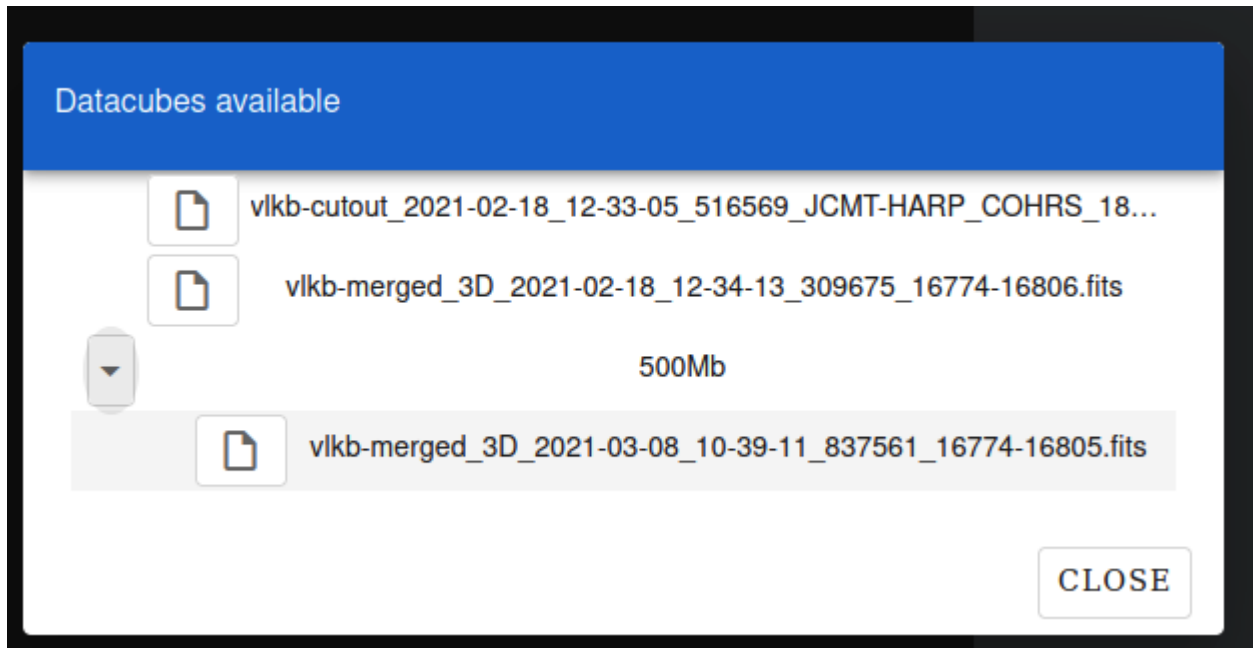 Datacubes available
vlkb-cutout_2021-02-18_12-33-05_516569_JCMT-HARP_COHRS_18…
vlkb-merged_3D_2021-02-18_12-34-13_309675_16774-16806.fits
500Mb
vlkb-merged_3D_2021-03-08_10-39-11_837561_16774-16805.fits
CLOSE